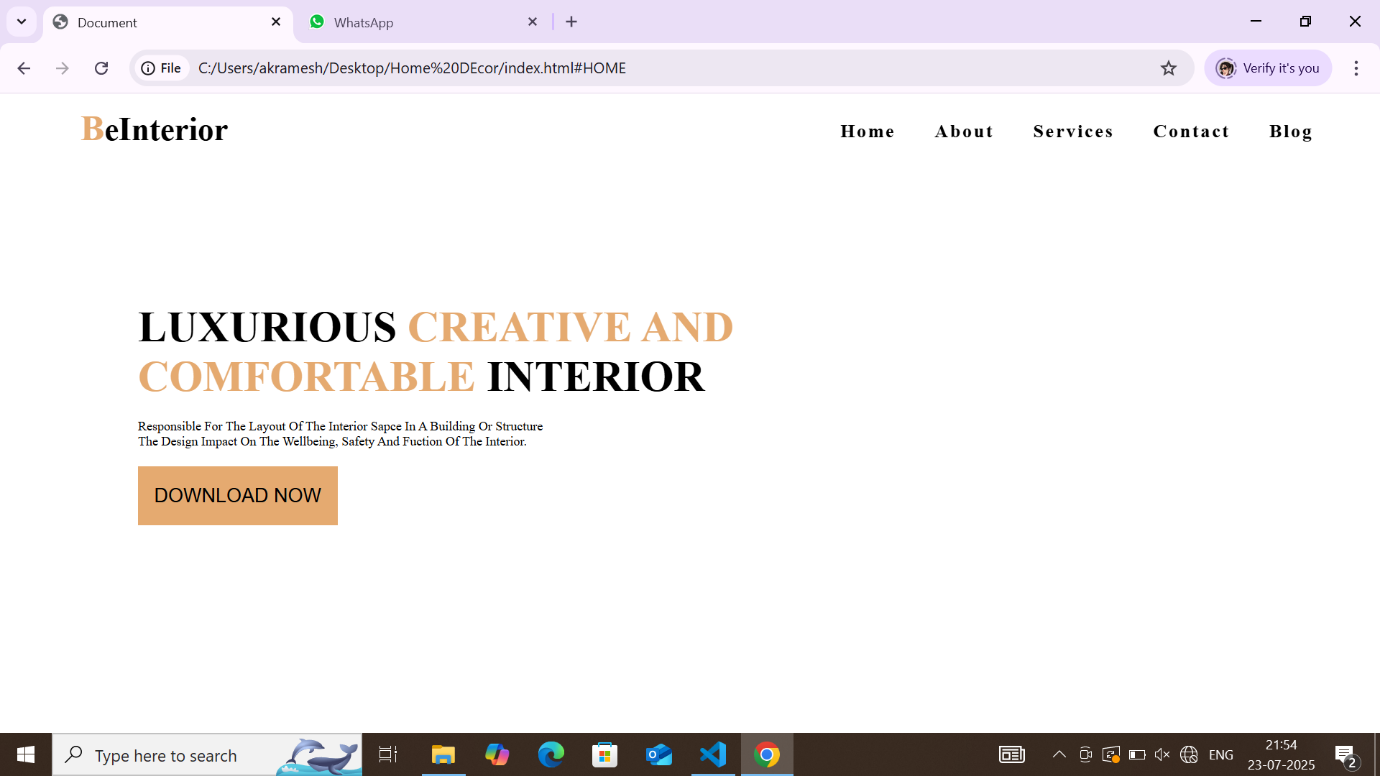 Document
WhatsApp
File
C:/Users/akramesh/Desktop/Home%20DEcor/index.html#HOME
Verify it's you
BeInterior
Home
About
Services
Contact
Blog
LUXURIOUS CREATIVE AND
COMFORTABLE INTERIOR
Responsible For The Layout Of The Interior Sapce In A Building Or Structure
The Design Impact On The Wellbeing, Safety And Fuction Of The Interior.
DOWNLOAD NOW
Type here to search
ENG
21:54
23-07-2025
2